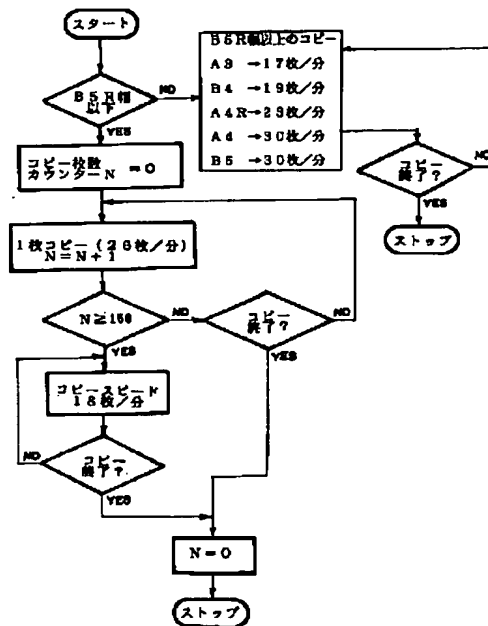 スタート
B5R幅
以下
NO
YES
B5R幅以上のコピー
A3 →17枚/分
B4 →19枚/分
A4R→23枚/分
A4 →30枚/分
B5 →30枚/分
コピー
終了?
NO
YES
ストップ
コピー枚数
カウンターN =0
1枚コピー(26枚/分)
N=N+1
N≧150
NO
YES
コピー
終了?
NO
YES
コピースピード
18枚/分
コピー
終了?
NO
YES
N=0
ストップ